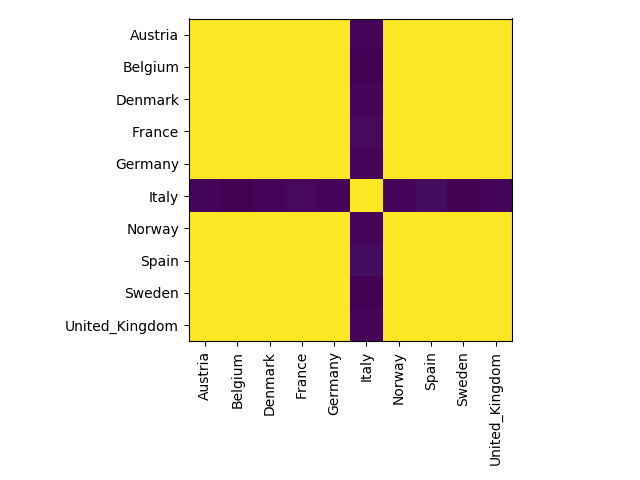 Austria
Belgium
Denmark
France
Germany
Italy
Norway
Spain
Sweden
United_Kingdom
Austria
Belgium
Denmark
France
Germany
Italy
Norway
Spain
Sweden
United_Kingdom